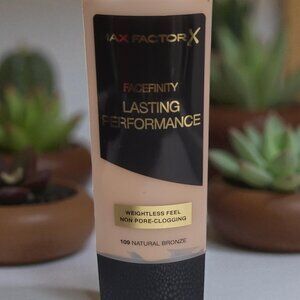 MAX FACTOR X
FACEFINITY
LASTING
PERFORMANCE
WEIGHTLESS FEEL
NON PORE-CLOGGING
109 NATURAL BRONZE